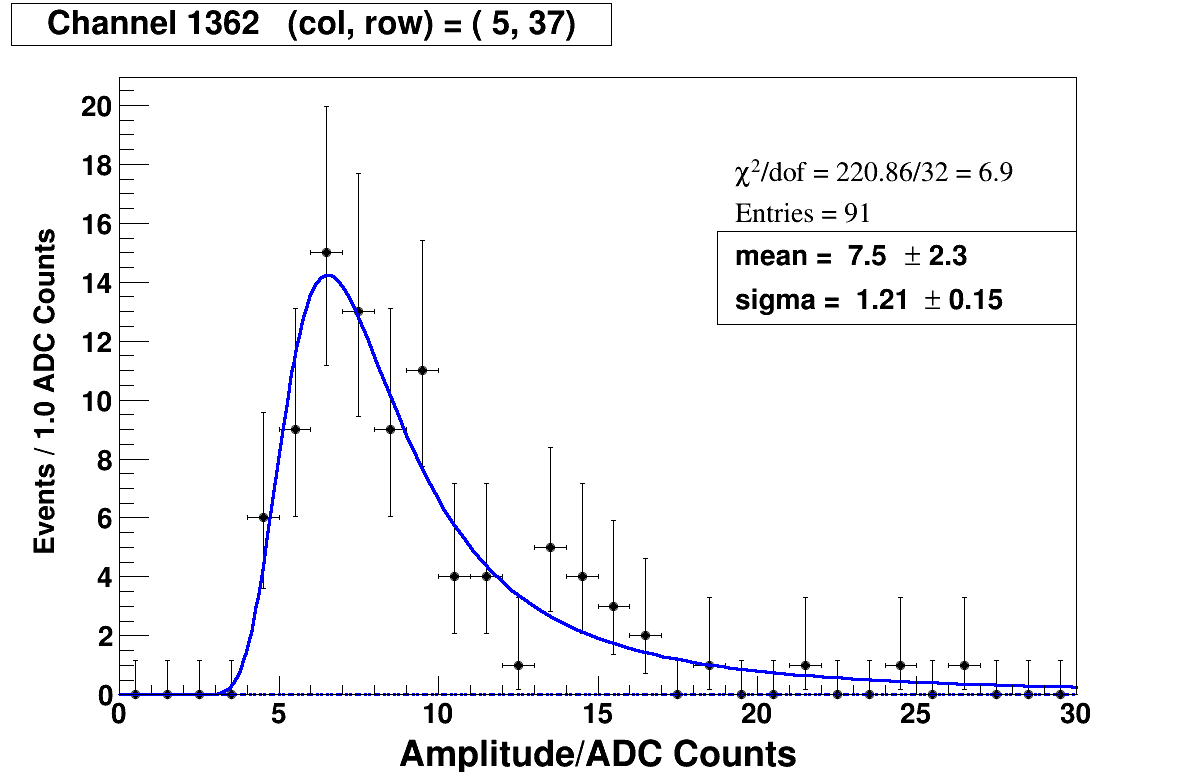 Channel 1362 (col, row) = ( 5, 37)
20
18
16
14
12
10
8
6
4
2
0
Events / 1.0 ADC Counts
χ²/dof = 220.86/32 = 6.9
Entries = 91
mean = 7.5 ± 2.3
sigma = 1.21 ± 0.15
0 5 10 15 20 25 30
Amplitude/ADC Counts